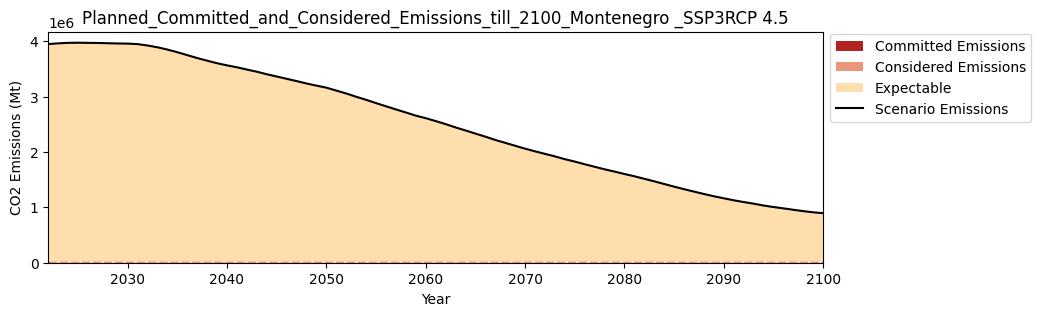 Planned_Committed_and_Considered_Emissions_till_2100_Montenegro _SSP3RCP 4.5
1e6
4
3
2
1
0
CO2 Emissions (Mt)
2030 2040 2050 2060 2070 2080 2090 2100
Year
Committed Emissions
Considered Emissions
Expectable
Scenario Emissions